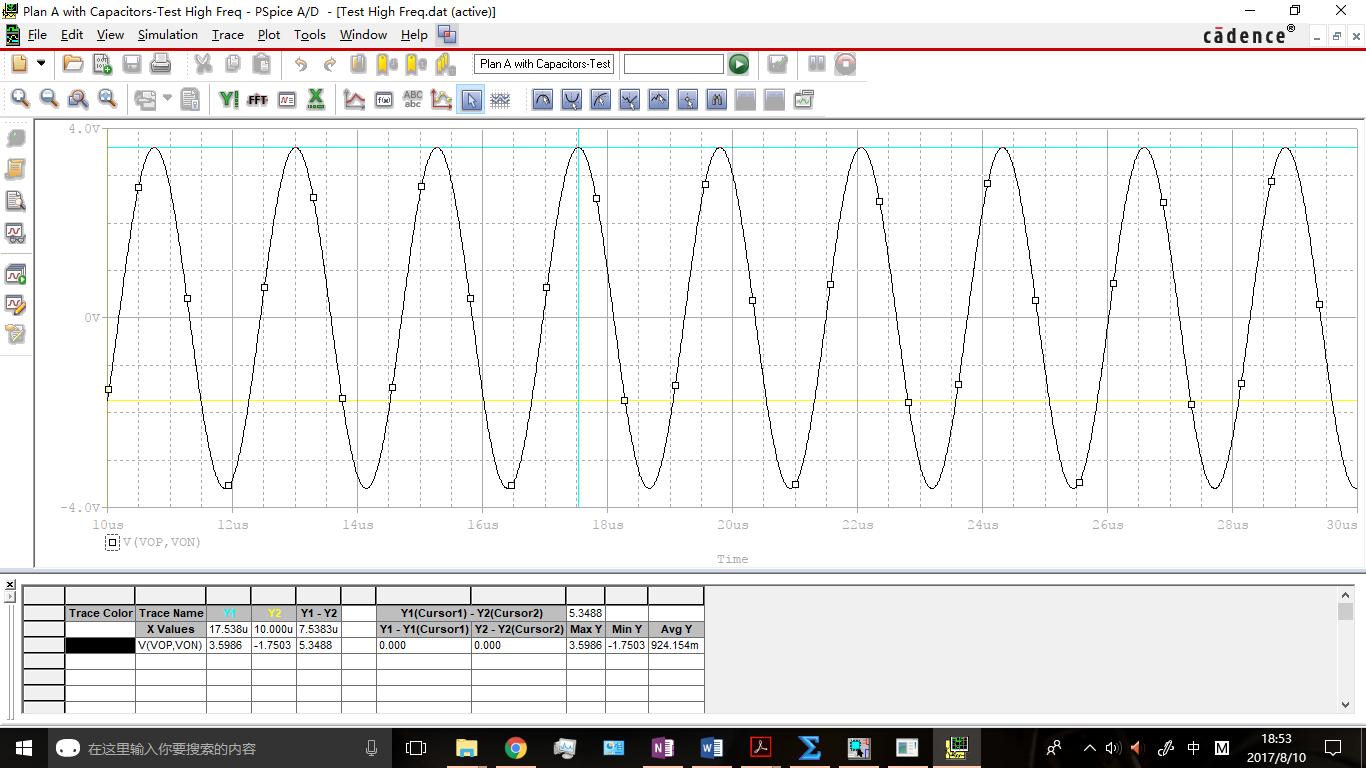 Plan A with Capacitors-Test High Freq - PSpice A/D - [Test High Freq.dat (active)]
File Edit View Simulation Trace Plot Tools Window Help
cādence®
Plan A with Capacitors-Test
FFT
ABC
abc
4.0V
0V
-4.0V
10us 12us 14us 16us 18us 20us 22us 24us 26us 28us 30us
V(VOP,VON)
Time
Trace Color Trace Name Y1 Y2 Y1 - Y2 Y1(Cursor1) - Y2(Cursor2) 5.3488
X Values 17.538u 10.000u 7.5383u Y1 - Y1(Cursor1) Y2 - Y2(Cursor2) Max Y Min Y Avg Y
V(VOP,VON) 3.5986 -1.7503 5.3488 0.000 0.000 3.5986 -1.7503 924.154m
在这里输入你要搜索的内容
中
M
18:53
2017/8/10